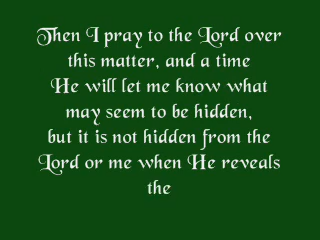 Then I pray to the Lord over
this matter, and a time
He will let me know what
may seem to be hidden,
but it is not hidden from the
Lord or me when He reveals
the